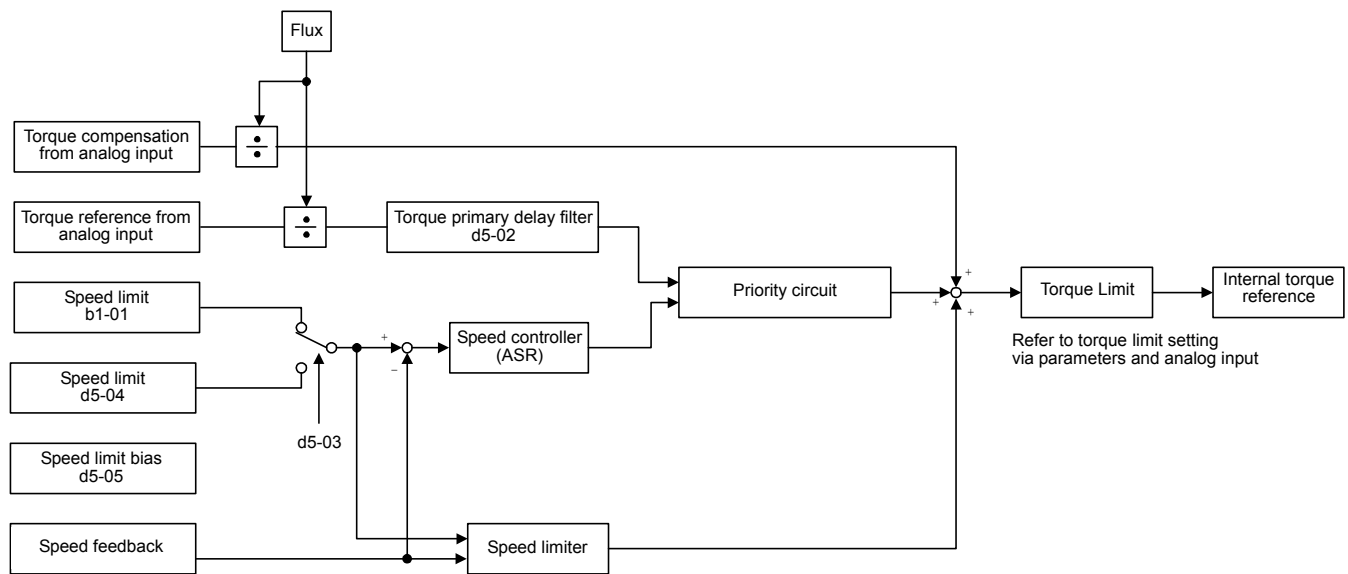 Flux
Torque compensation
from analog input
÷
Torque reference from
analog input
÷
Torque primary delay filter
d5-02
Speed limit
b1-01
Priority circuit
+
+
+
Torque Limit
Internal torque
reference
Refer to torque limit setting
via parameters and analog input
+
−
Speed controller
(ASR)
Speed limit
d5-04
d5-03
Speed limit bias
d5-05
Speed feedback
Speed limiter